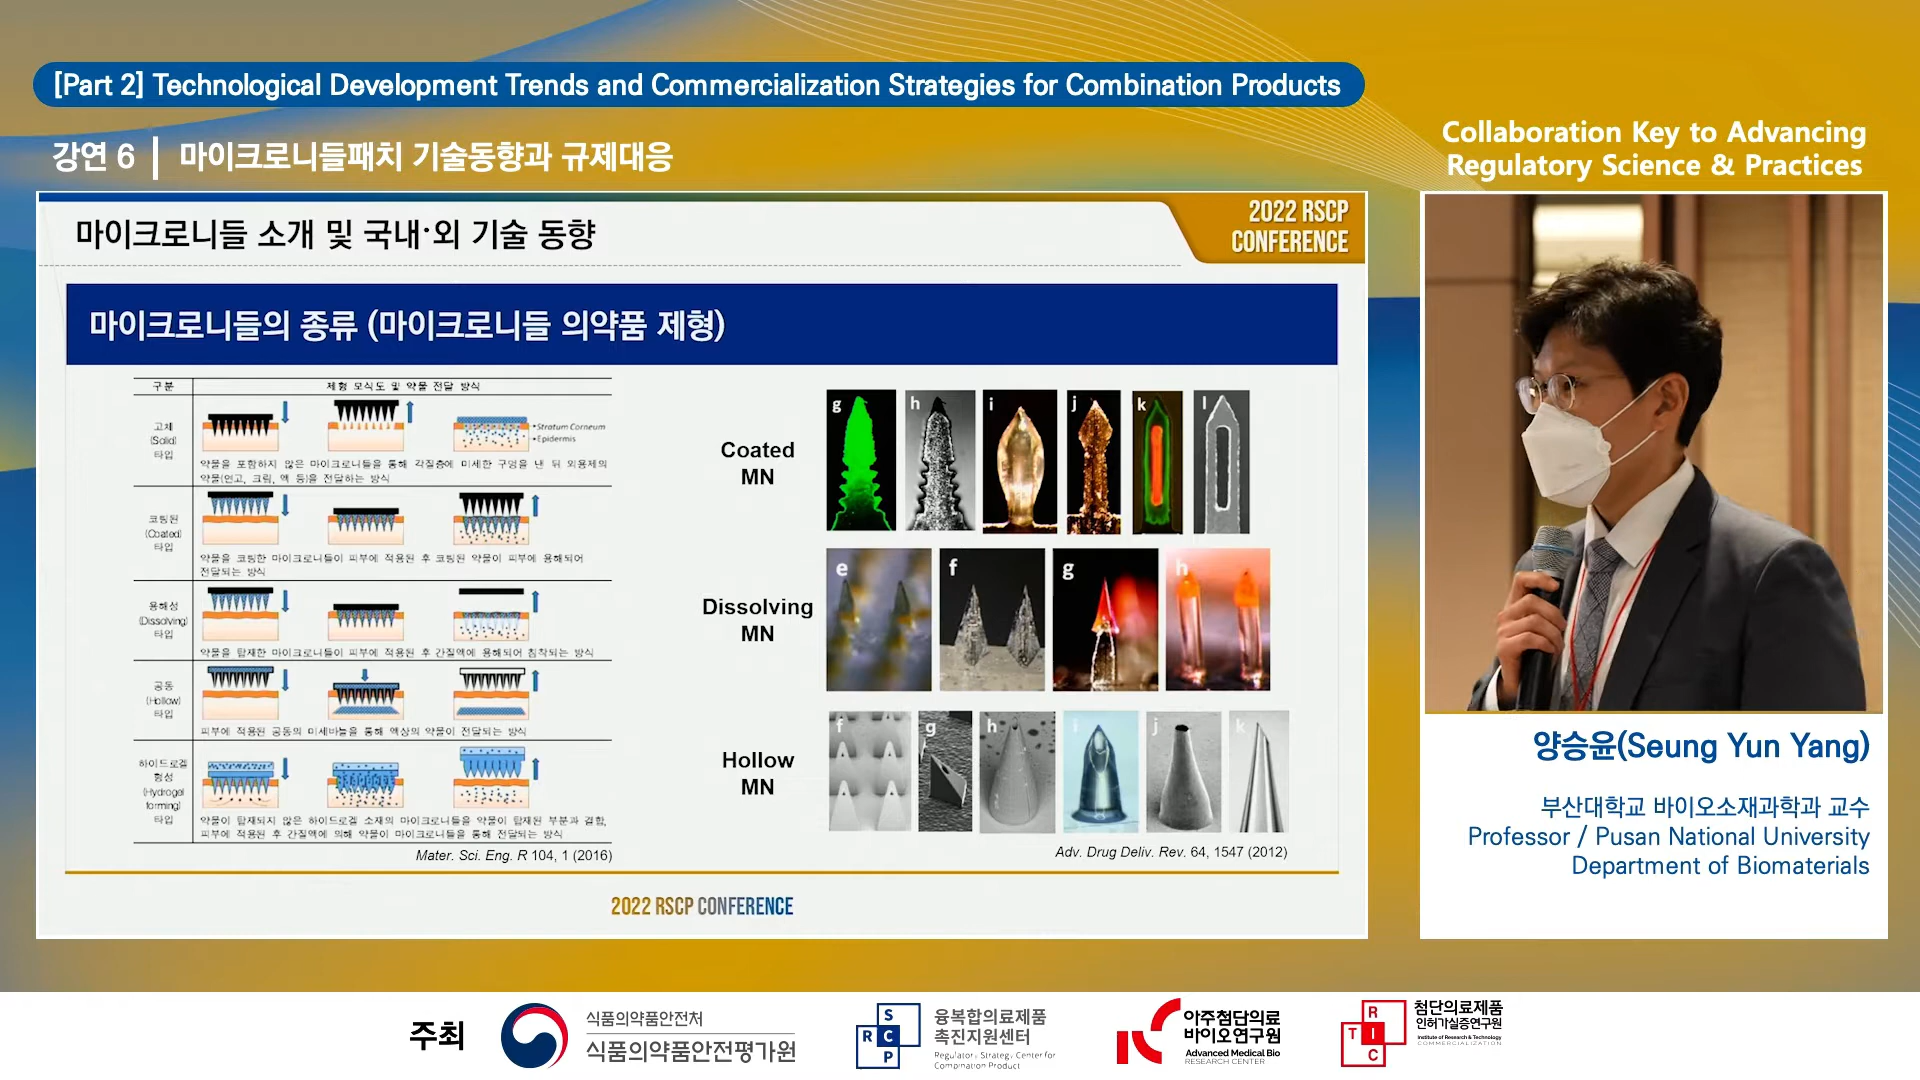 [Part 2] Technological Development Trends and Commercialization Strategies for Combination Products
강연 6 | 마이크로니들패치 기술동향과 규제대응
Collaboration Key to Advancing
Regulatory Science & Practices
마이크로니들 소개 및 국내·외 기술 동향
2022 RSCP
CONFERENCE
마이크로니들의 종류 (마이크로니들 의약품 제형)
구분 제형 모식도 및 약물 전달 방식
고체
(Solid)
타입
Stratum Corneum
Epidermis
약물을 포함하지 않은 마이크로니들을 통해 각질층에 미세한 구멍을 낸 뒤 외용제의
약물(연고, 크림, 액 등)을 전달하는 방식
코팅된
(Coated)
타입
약물을 코팅한 마이크로니들이 피부에 적용된 후 코팅된 약물이 피부에 용해되어
전달되는 방식
용해성
(Dissolving)
타입
약물을 탑재한 마이크로니들이 피부에 적용된 후 간질액에 용해되어 침착되는 방식
공동
(Hollow)
타입
피부에 적용된 공동의 미세바늘을 통해 액상의 약물이 전달되는 방식
하이드로겔
형성
(Hydrogel
forming)
타입
약물이 탑재되지 않은 하이드로겔 소재의 마이크로니들을 약물이 탑재된 부분과 결합,
피부에 적용된 후 간질액에 의해 약물이 마이크로니들을 통해 전달되는 방식
Mater. Sci. Eng. R 104, 1 (2016)
Coated
MN
g h i j k l
Dissolving
MN
e f g h
Hollow
MN
f g h i j k
Adv. Drug Deliv. Rev. 64, 1547 (2012)
2022 RSCP CONFERENCE
양승윤(Seung Yun Yang)
부산대학교 바이오소재과학과 교수
Professor / Pusan National University
Department of Biomaterials
주최
식품의약품안전처
식품의약품안전평가원
S
R C
P
융복합의료제품
촉진지원센터
Regulatory Strategy Center for
Combination Product
아주첨단의료
바이오연구원
Advanced Medical Bio
RESEARCH CENTER
R
T I
C
첨단의료제품
인허가실증연구원
Institute of Research & Technology
COMMERCIALIZATION